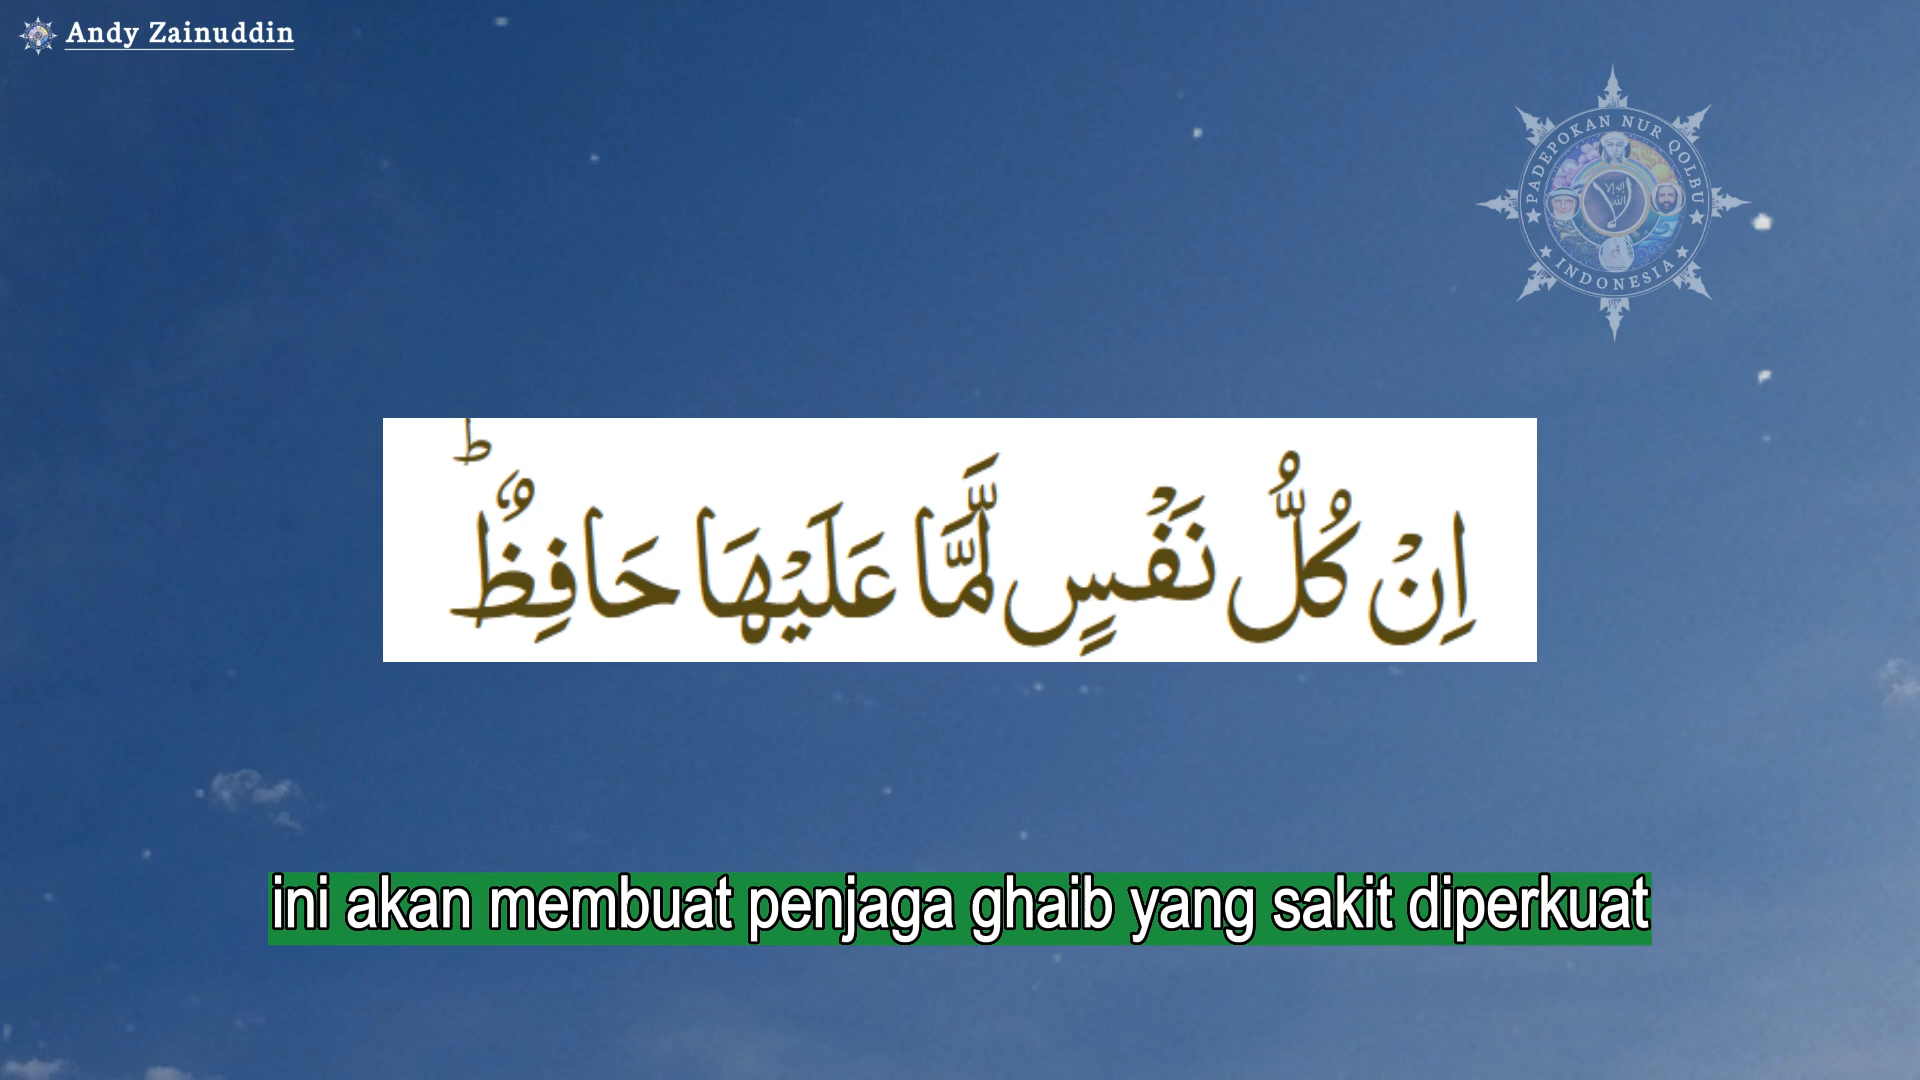 Andy Zainuddin
PADEPOKAN NUR QOLBU
INDONESIA
اِنْ كُلُّ نَفْسٍ لَّمَّا عَلَيْهَا حَافِظٌۗ
ini akan membuat penjaga ghaib yang sakit diperkuat